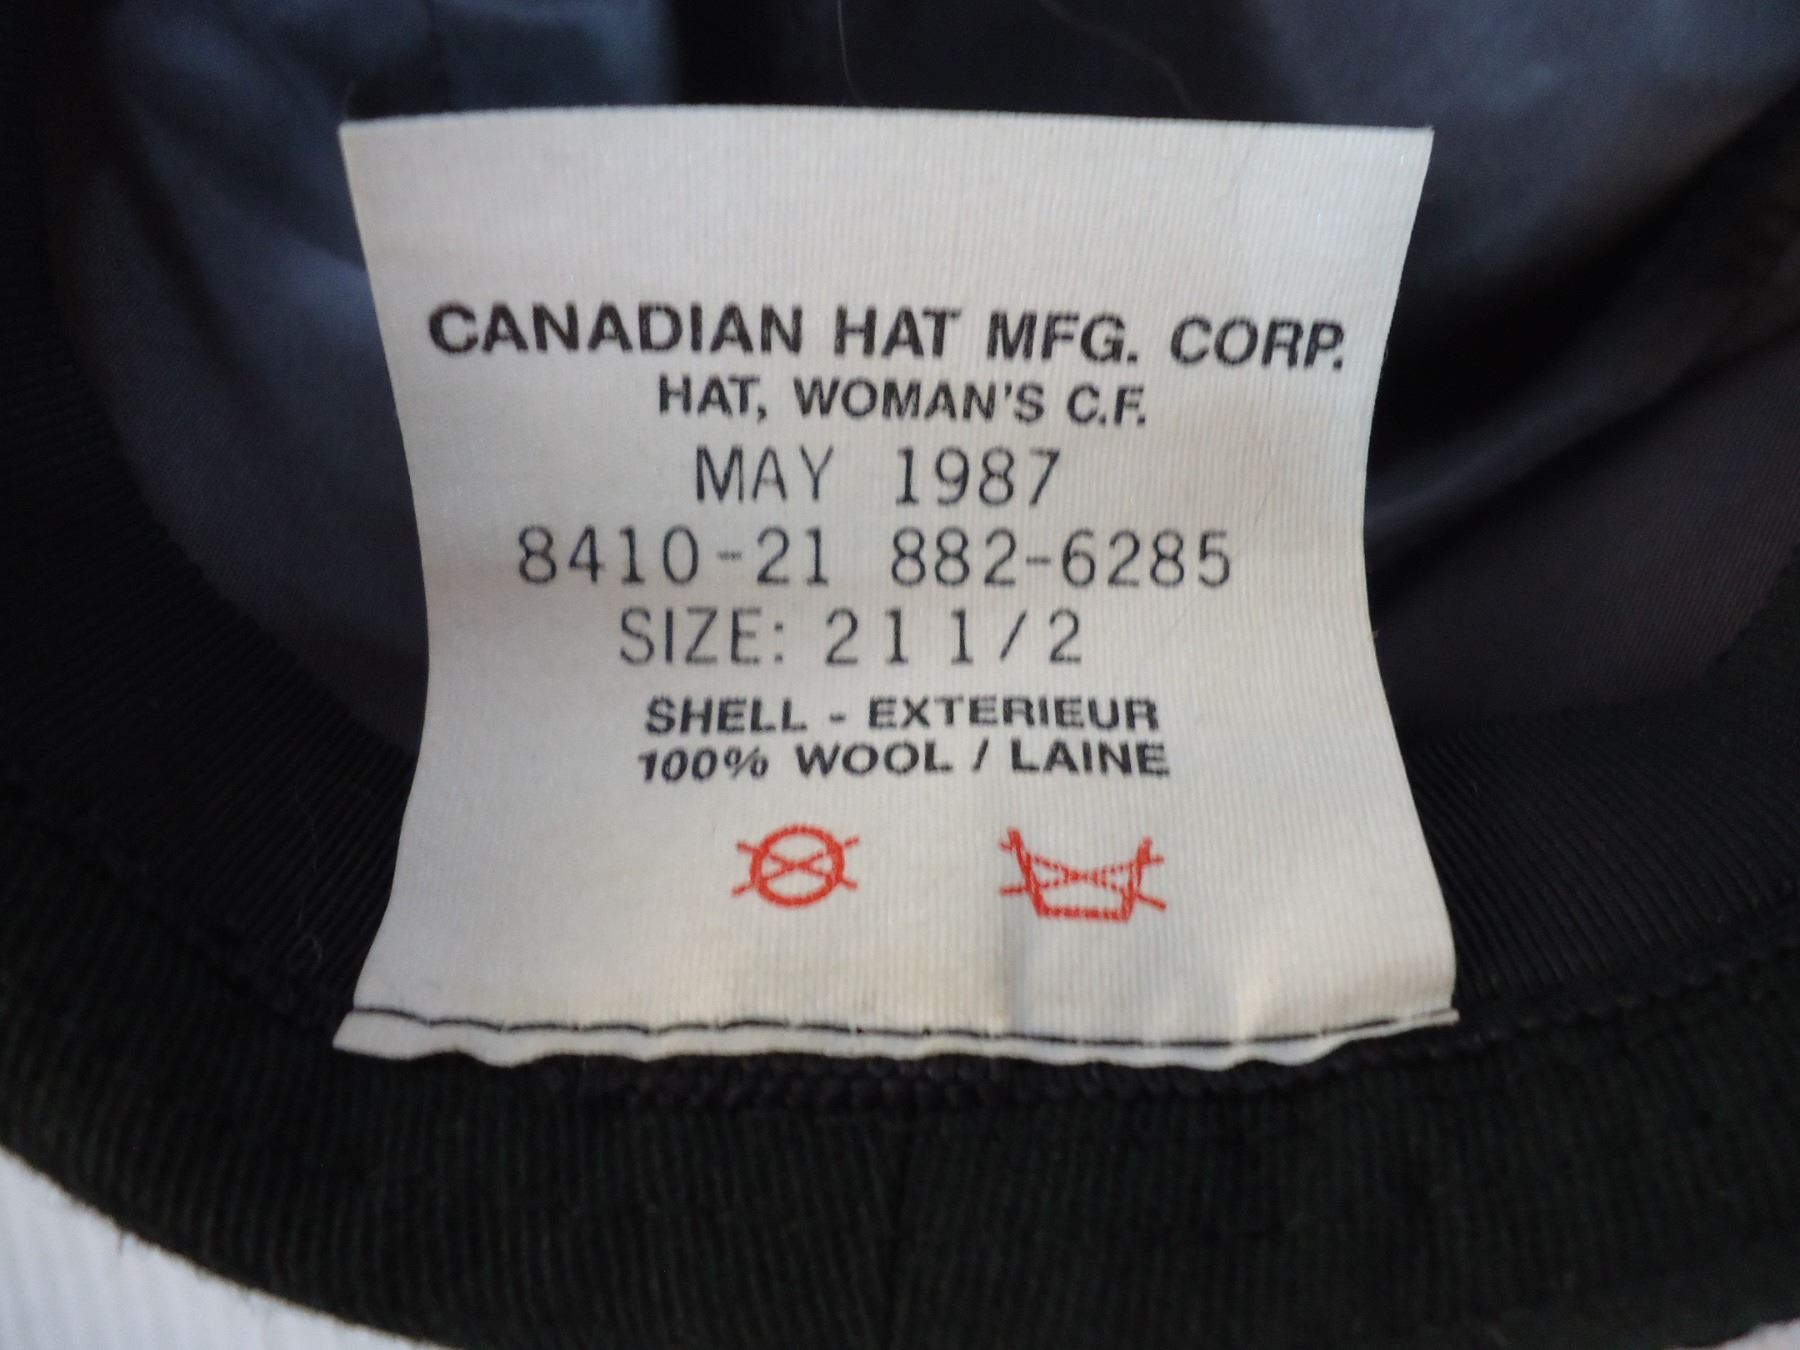 CANADIAN HAT MFG. CORP.
HAT, WOMAN'S C.F.
MAY 1987
8410-21 882-6285
SIZE: 21 1/2
SHELL - EXTERIEUR
100% WOOL / LAINE